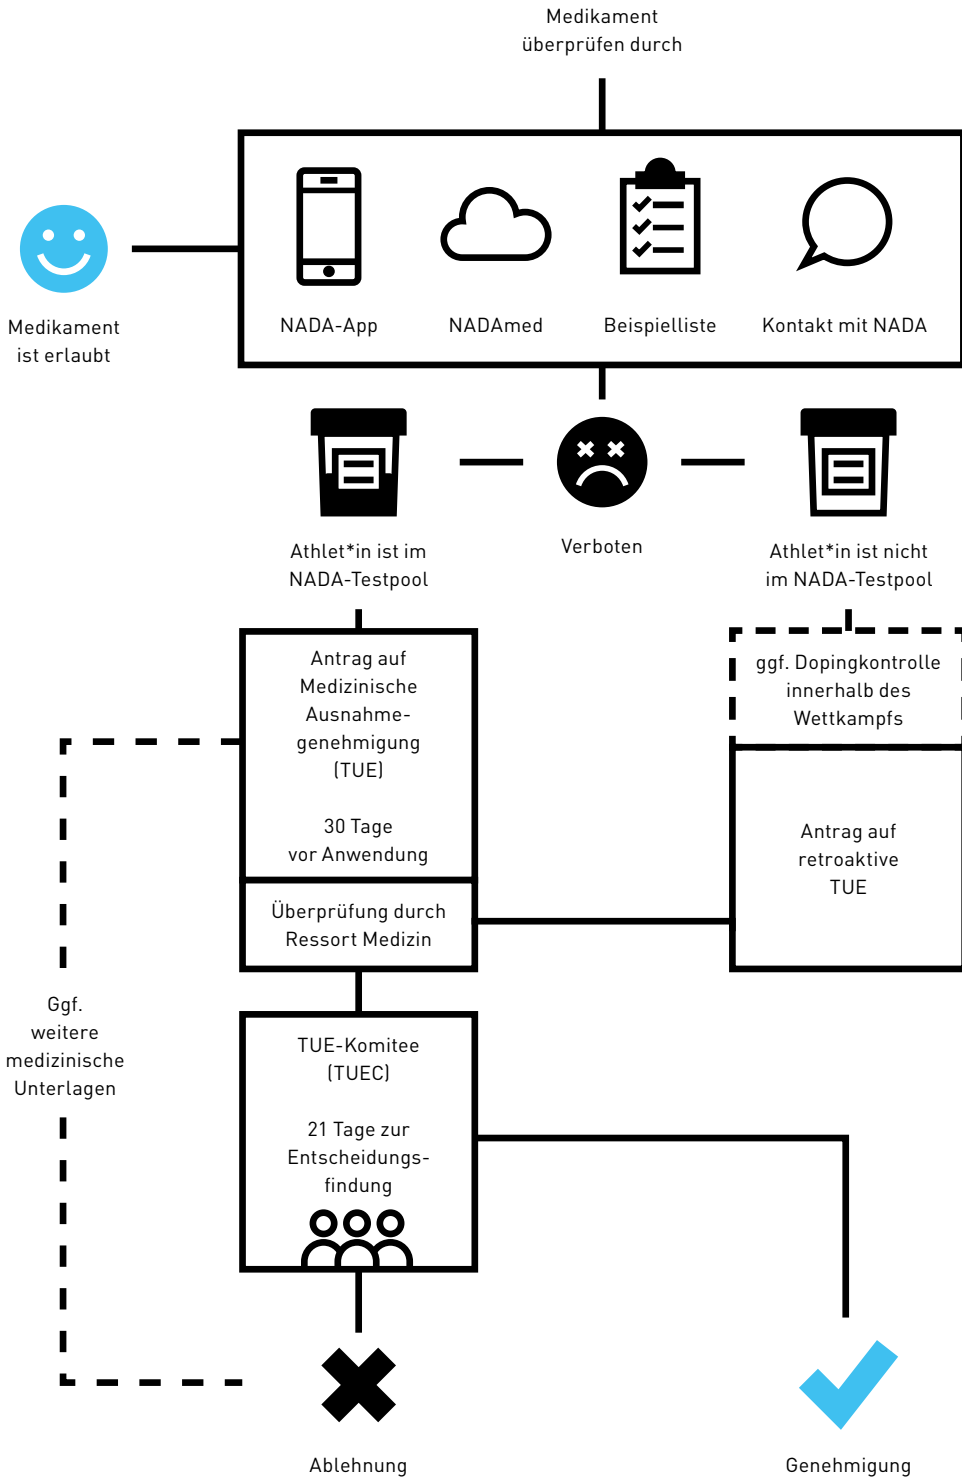 Medikament
überprüfen durch
NADA-App
NADAmed
Beispielliste
Kontakt mit NADA
Medikament
ist erlaubt
Athlet*in ist im
NADA-Testpool
Verboten
Athlet*in ist nicht
im NADA-Testpool
Antrag auf
Medizinische
Ausnahme-
genehmigung
(TUE)
30 Tage
vor Anwendung
ggf. Dopingkontrolle
innerhalb des
Wettkampfs
Antrag auf
retroaktive
TUE
Überprüfung durch
Ressort Medizin
Ggf.
weitere
medizinische
Unterlagen
TUE-Komitee
(TUEC)
21 Tage zur
Entscheidungs-
findung
Ablehnung
Genehmigung